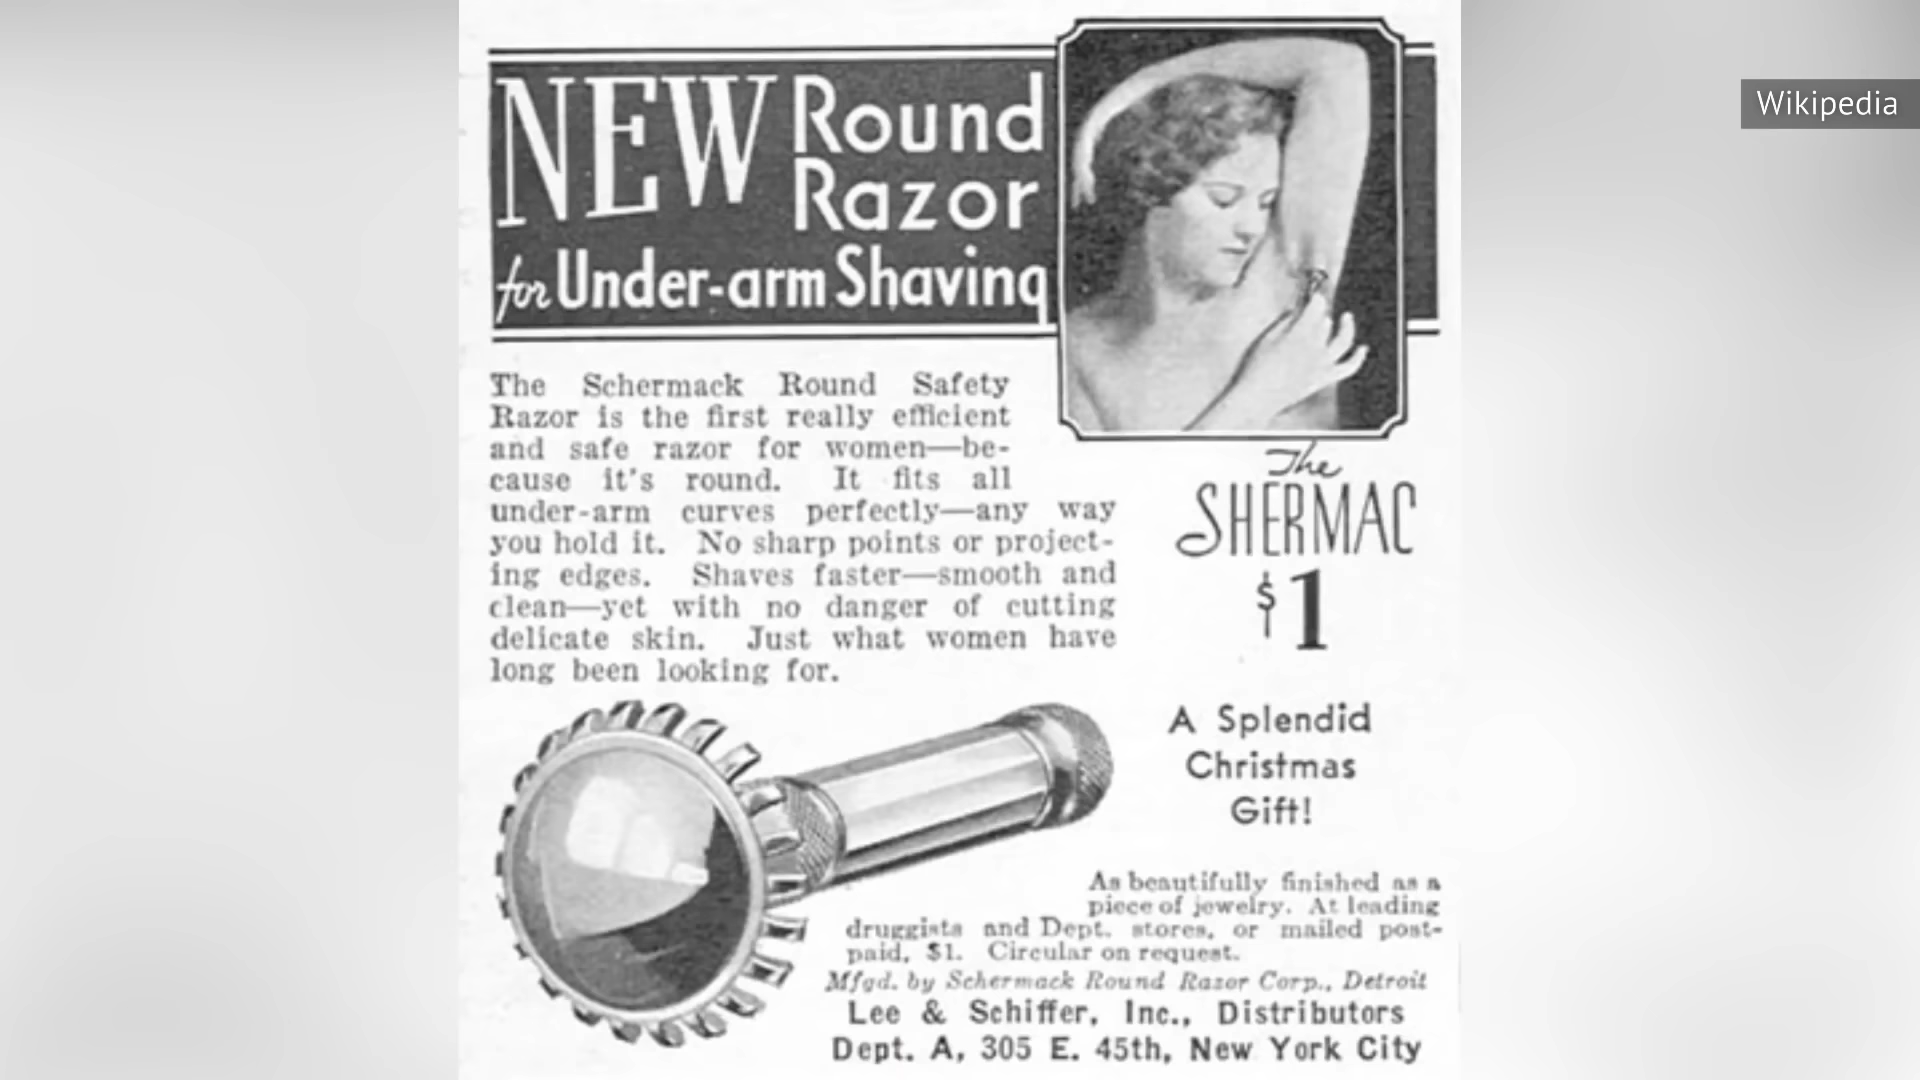 Wikipedia
NEW Round
Razor
for Under-arm Shaving
The Schermack Round Safety
Razor is the first really efficient
and safe razor for women—be-
cause it's round. It fits all
under-arm curves perfectly—any way
you hold it. No sharp points or project-
ing edges. Shaves faster—smooth and
clean—yet with no danger of cutting
delicate skin. Just what women have
long been looking for.
The
SHERMAC
$1
A Splendid
Christmas
Gift!
As beautifully finished as a
piece of jewelry. At leading
druggists and Dept. stores, or mailed post-
paid, $1. Circular on request.
Mfgd. by Schermack Round Razor Corp., Detroit
Lee & Schiffer, Inc., Distributors
Dept. A, 305 E. 45th, New York City